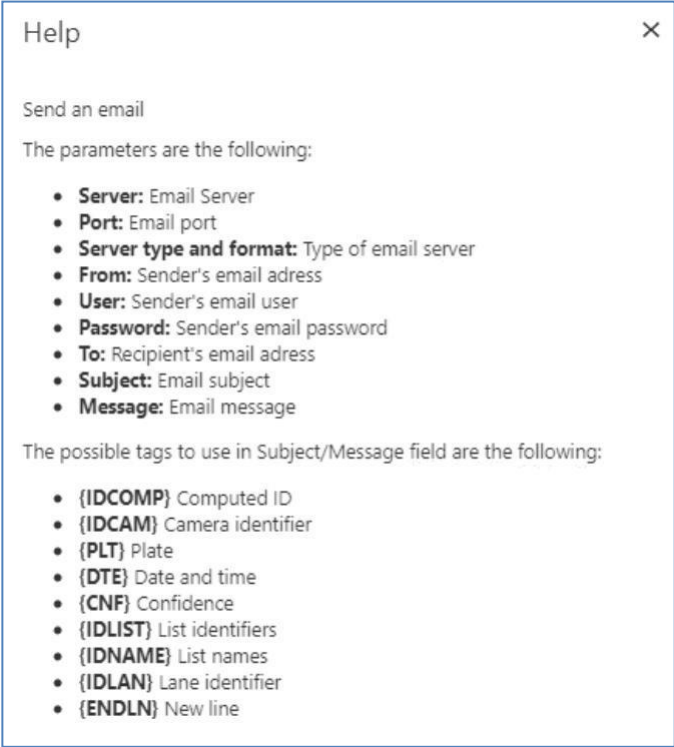 Help
Send an email
The parameters are the following:
• Server: Email Server
• Port: Email port
• Server type and format: Type of email server
• From: Sender's email adress
• User: Sender's email user
• Password: Sender's email password
• To: Recipient's email adress
• Subject: Email subject
• Message: Email message
The possible tags to use in Subject/Message field are the following:
• {IDCOMP} Computed ID
• {IDCAM} Camera identifier
• {PLT} Plate
• {DTE} Date and time
• {CNF} Confidence
• {IDLIST} List identifiers
• {IDNAME} List names
• {IDLAN} Lane identifier
• {ENDLN} New line